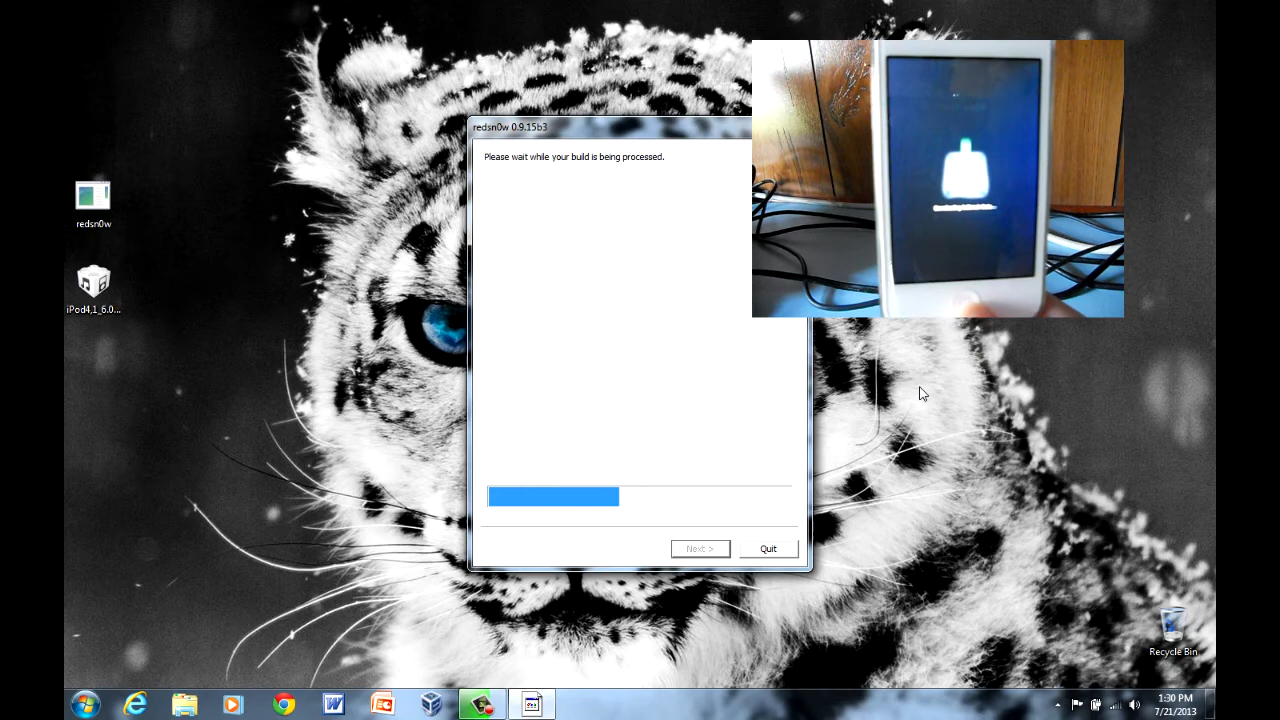 redsn0w 0.9.15b3
Please wait while your build is being processed.
redsn0w
iPod4,1_6.0...
Next >
Quit
Recycle Bin
1:30 PM
7/21/2013